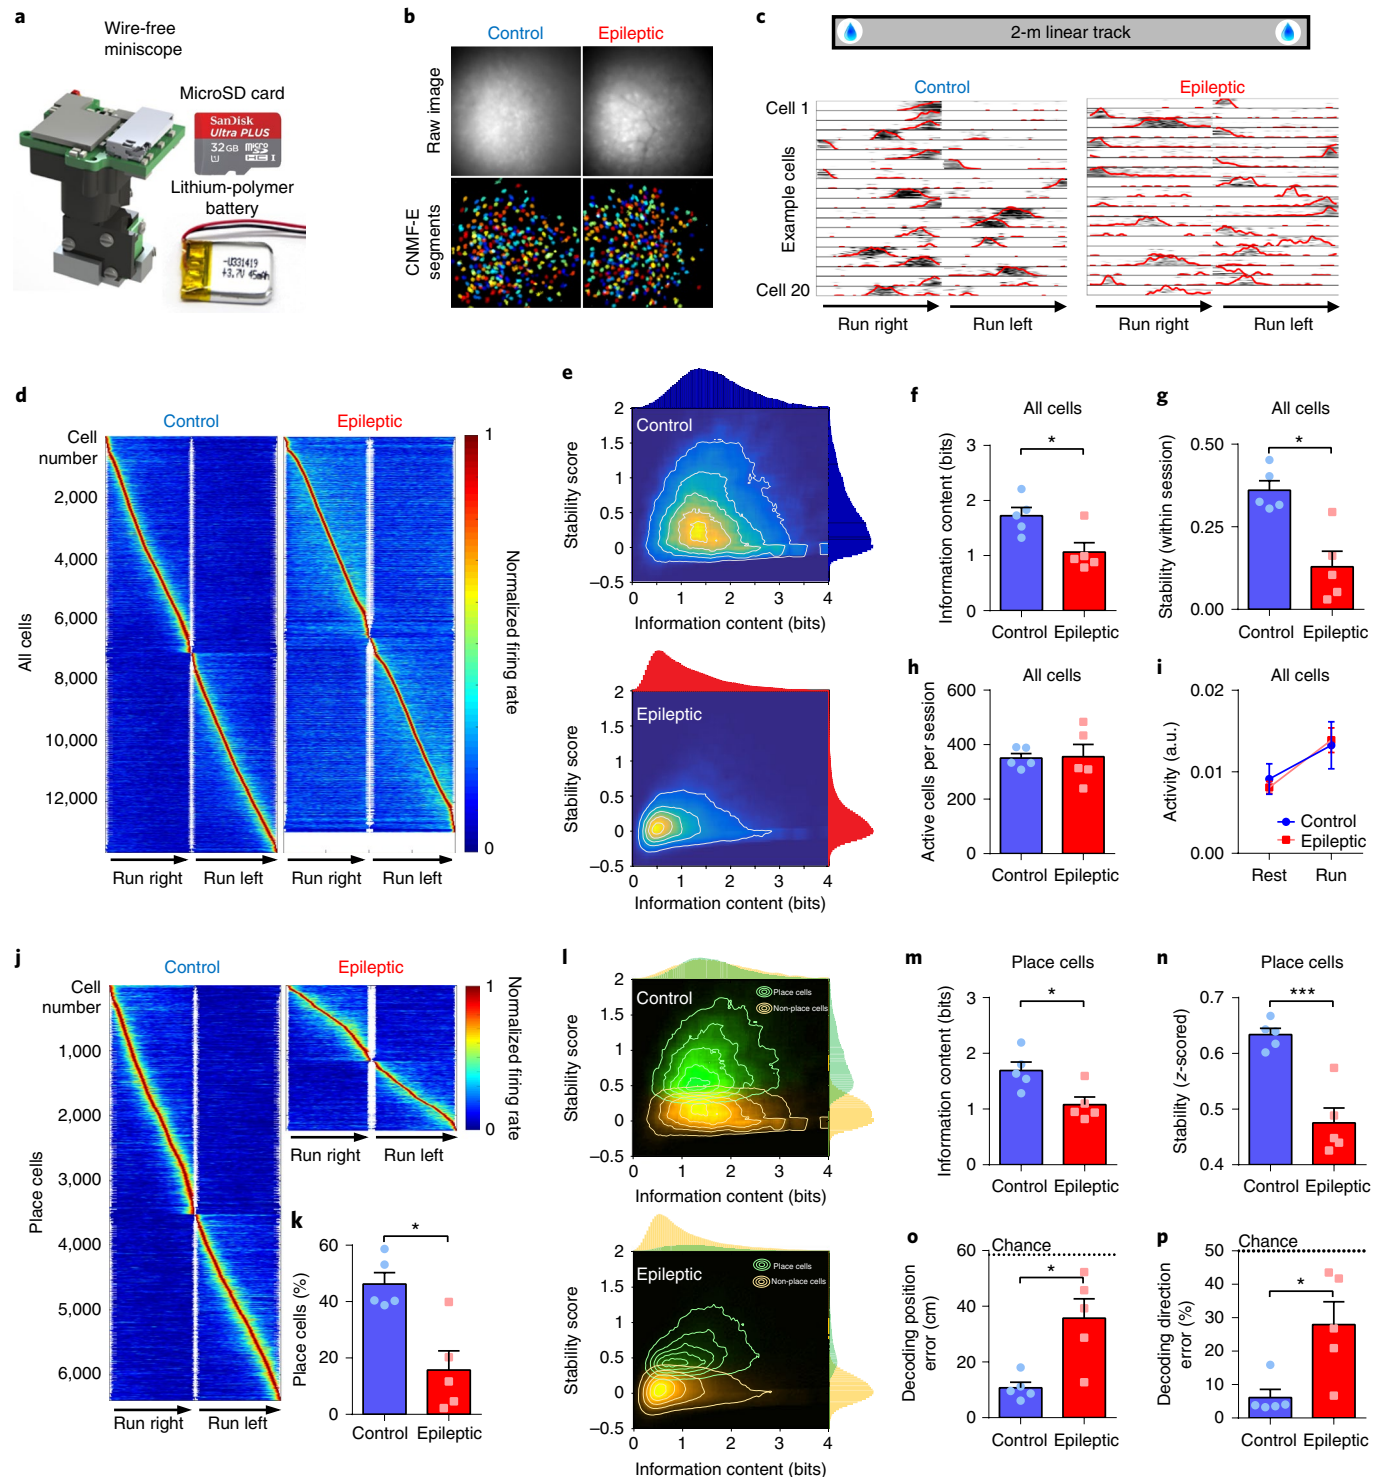 a
Wire-free
miniscope
MicroSD card
SanDisk
Ultra PLUS
32GB micro
HC I
Lithium-polymer
battery
+3.7V 45mAh
b
Control Epileptic
Raw image
CNMF-E
segments
c
2-m linear track
Control Epileptic
Cell 1
Example cells
Cell 20
Run right Run left Run right Run left
d
Control Epileptic
Cell
number
2,000
4,000
6,000
8,000
10,000
12,000
All cells
Run right Run left Run right Run left
1
Normalized firing rate
0
e
Control
2
1.5
1
0.5
0
–0.5
Stability score
0 1 2 3 4
Information content (bits)
Epileptic
2
1.5
1
0.5
0
–0.5
Stability score
0 1 2 3 4
Information content (bits)
f
All cells
*
Information content (bits)
3
2
1
0
Control Epileptic
g
All cells
*
Stability (within session)
0.50
0.25
0.00
Control Epileptic
h
All cells
Active cells per session
600
400
200
0
Control Epileptic
i
All cells
Activity (a.u.)
0.02
0.01
0.00
Control
Epileptic
Rest Run
j
Control Epileptic
Cell
number
1,000
2,000
3,000
4,000
5,000
6,000
Place cells
Run right Run left
Run right Run left
1
Normalized firing rate
0
k
*
Place cells (%)
60
40
20
0
Control Epileptic
l
Control
Place cells
Non-place cells
2
1.5
1
0.5
0
–0.5
Stability score
0 1 2 3 4
Information content (bits)
Epileptic
Place cells
Non-place cells
2
1.5
1
0.5
0
–0.5
Stability score
0 1 2 3 4
Information content (bits)
m
Place cells
*
Information content (bits)
3
2
1
0
Control Epileptic
n
Place cells
***
Stability (z-scored)
0.7
0.6
0.5
0.4
Control Epileptic
o
Chance
*
Decoding position
error (cm)
60
40
20
0
Control Epileptic
p
Chance
*
Decoding direction
error (%)
50
40
30
20
10
0
Control Epileptic